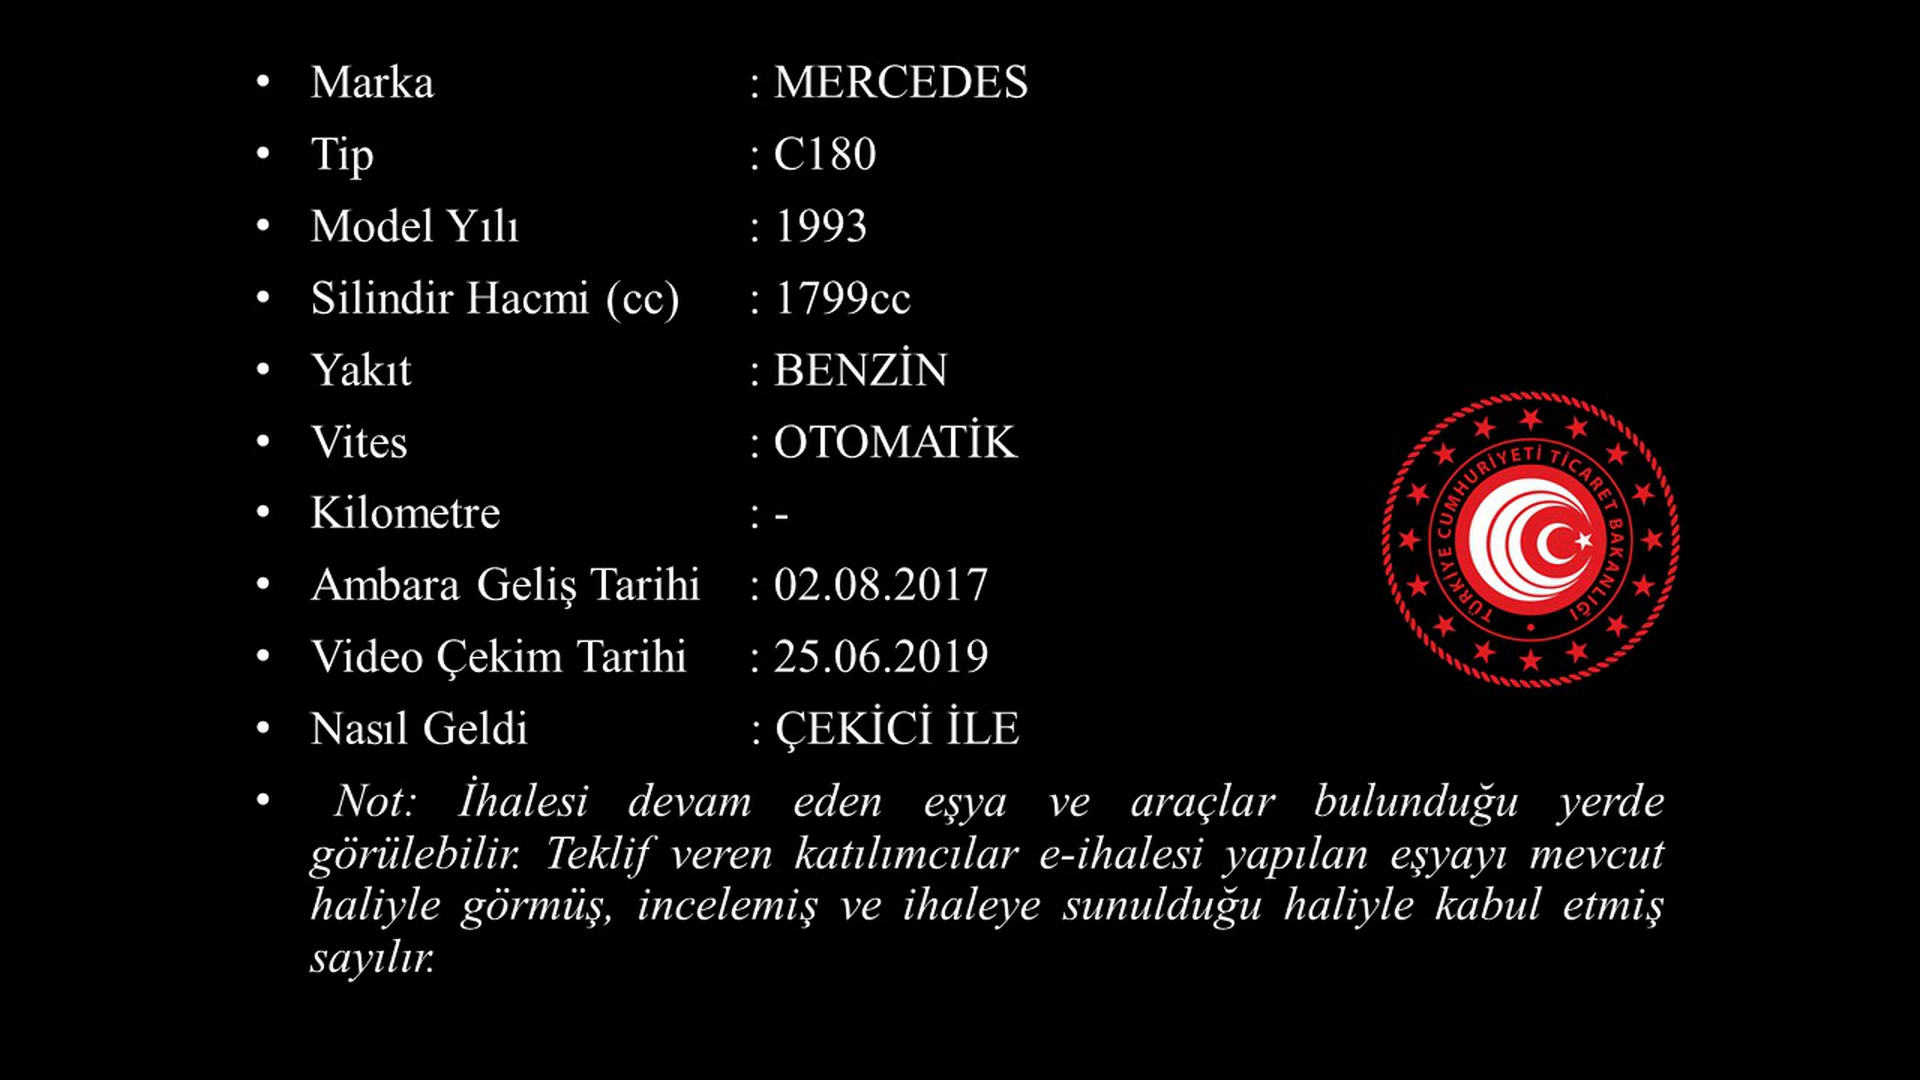 • Marka : MERCEDES
• Tip : C180
• Model Yılı : 1993
• Silindir Hacmi (cc) : 1799cc
• Yakıt : BENZİN
• Vites : OTOMATİK
• Kilometre : -
• Ambara Geliş Tarihi : 02.08.2017
• Video Çekim Tarihi : 25.06.2019
• Nasıl Geldi : ÇEKİCİ İLE
• Not: İhalesi devam eden eşya ve araçlar bulunduğu yerde
görülebilir. Teklif veren katılımcılar e-ihalesi yapılan eşyayı mevcut
haliyle görmüş, incelemiş ve ihaleye sunulduğu haliyle kabul etmiş
sayılır.
TÜRKİYE CUMHURİYETİ TİCARET BAKANLIĞI